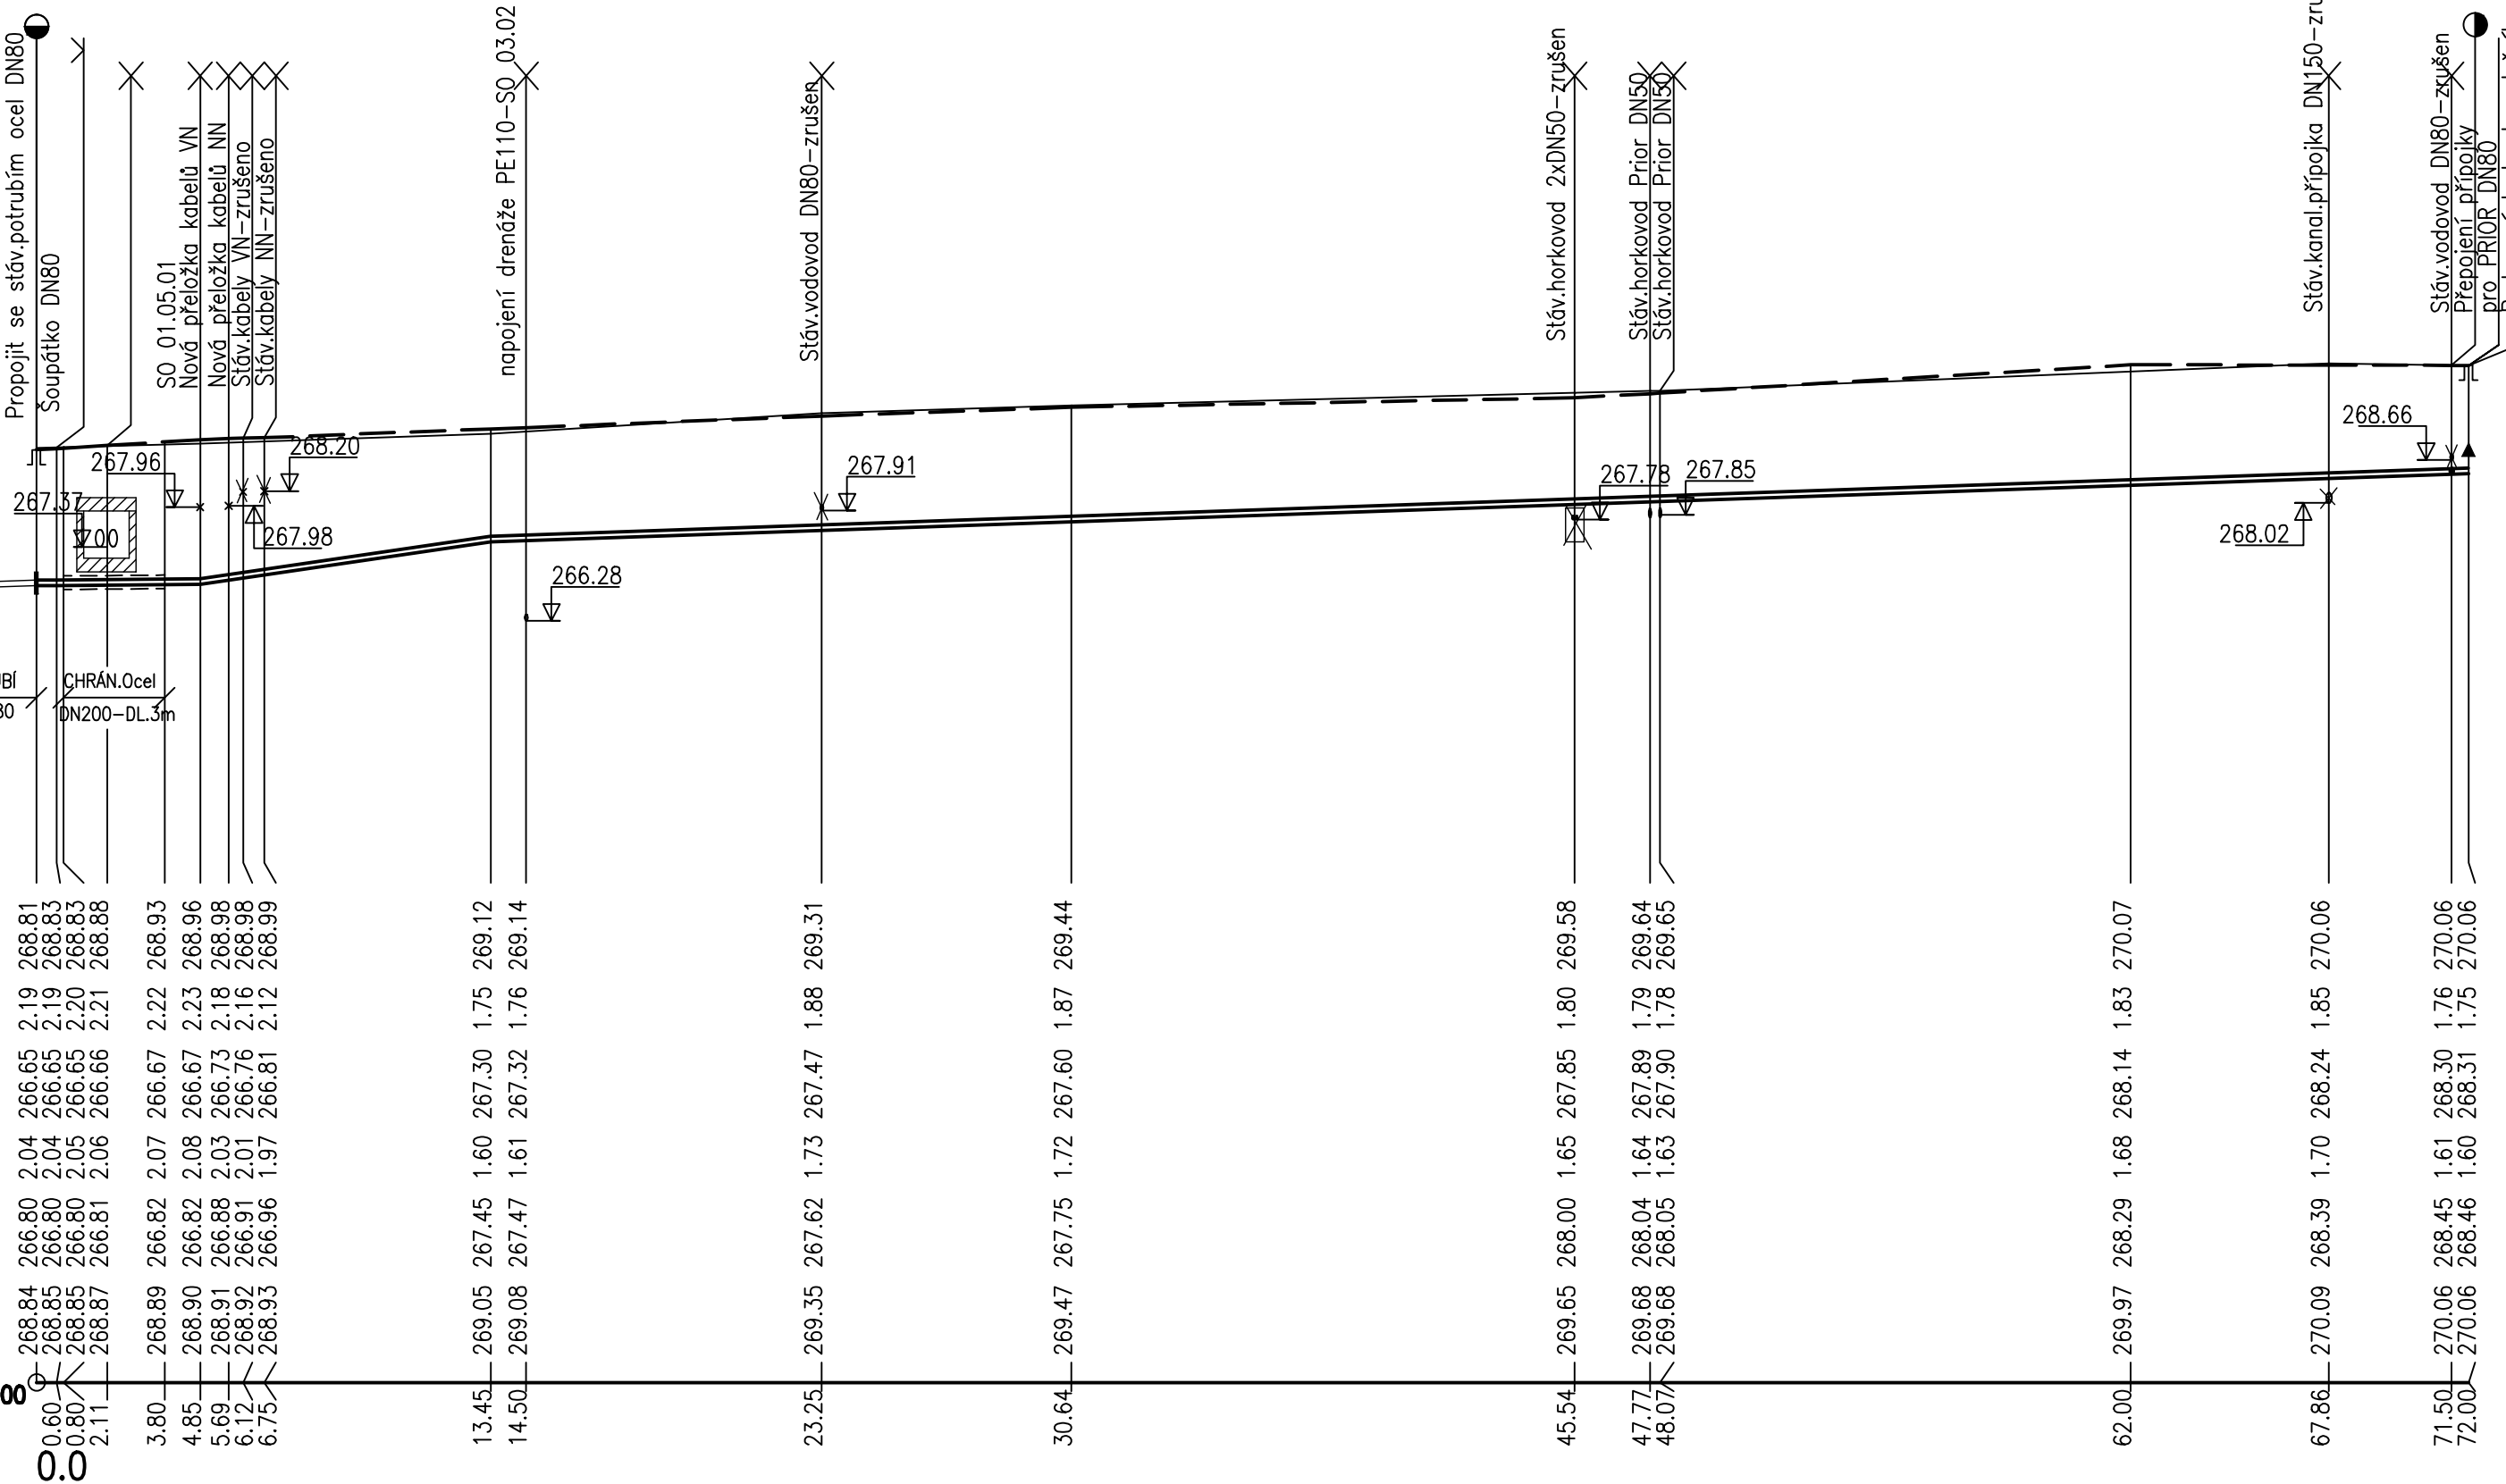 Propojit se stáv.potrubím ocel DN80
Šoupátko DN80
SO 01.05.01
Nová přeložka kabelů VN
Nová přeložka kabelů NN
Stáv.kabely VN-zrušeno
Stáv.kabely NN-zrušeno
napojení drenáže PE110-SO 03.02
Stáv.vodovod DN80-zrušen
Stáv.horkovod 2xDN50-zrušen
Stáv.horkovod Prior DN50
Stáv.horkovod Prior DN50
Stáv.kanal.přípojka DN150-zru
Stáv.vodovod DN80-zrušen
Přepojení přípojky
pro PRIOR DN80
267.96
268.20
267.37
267.98
266.28
267.91
267.78
267.85
268.66
268.02
CHRÁN.Ocel
DN200-DL.3m
268.81 268.83 268.83 268.88 268.93 268.96 268.98 268.98 268.99 269.12 269.14 269.31 269.44 269.58 269.64 269.65 270.07 270.06 270.06 270.06
2.19 2.19 2.20 2.21 2.22 2.23 2.18 2.16 2.12 1.75 1.76 1.88 1.87 1.80 1.79 1.78 1.83 1.85 1.76 1.75
266.65 266.65 266.65 266.66 266.67 266.67 266.73 266.76 266.81 267.30 267.32 267.47 267.60 267.85 267.89 267.90 268.14 268.24 268.30 268.31
2.04 2.04 2.05 2.06 2.07 2.08 2.03 2.01 1.97 1.60 1.61 1.73 1.72 1.65 1.64 1.63 1.68 1.70 1.61 1.60
266.80 266.80 266.80 266.81 266.82 266.82 266.88 266.91 266.96 267.45 267.47 267.62 267.75 268.00 268.04 268.05 268.29 268.39 268.45 268.46
268.84 268.85 268.85 268.87 268.89 268.90 268.91 268.92 268.93 269.05 269.08 269.35 269.47 269.65 269.68 269.68 269.97 270.09 270.06 270.06
0.60 0.80 2.11 3.80 4.85 5.69 6.12 6.75 13.45 14.50 23.25 30.64 45.54 47.77 48.07 62.00 67.86 71.50 72.00
0.0